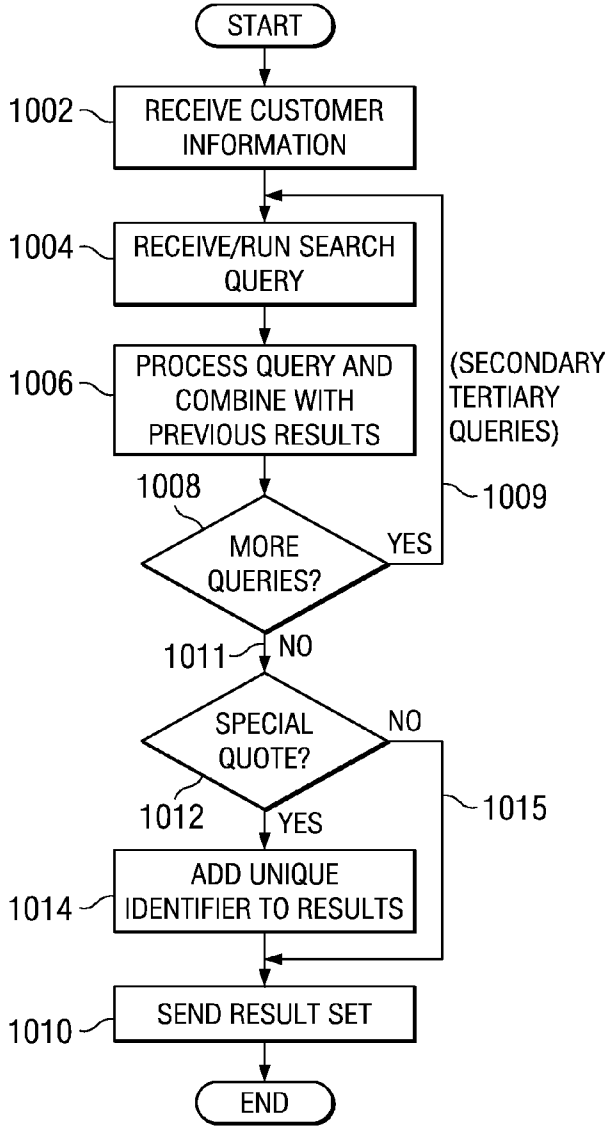 START
1002
RECEIVE CUSTOMER
INFORMATION
1004
RECEIVE/RUN SEARCH
QUERY
1006
PROCESS QUERY AND
COMBINE WITH
PREVIOUS RESULTS
(SECONDARY
TERTIARY
QUERIES)
1008
1009
MORE
QUERIES?
YES
1011
NO
SPECIAL
QUOTE?
NO
1012
YES
1015
1014
ADD UNIQUE
IDENTIFIER TO RESULTS
1010
SEND RESULT SET
END